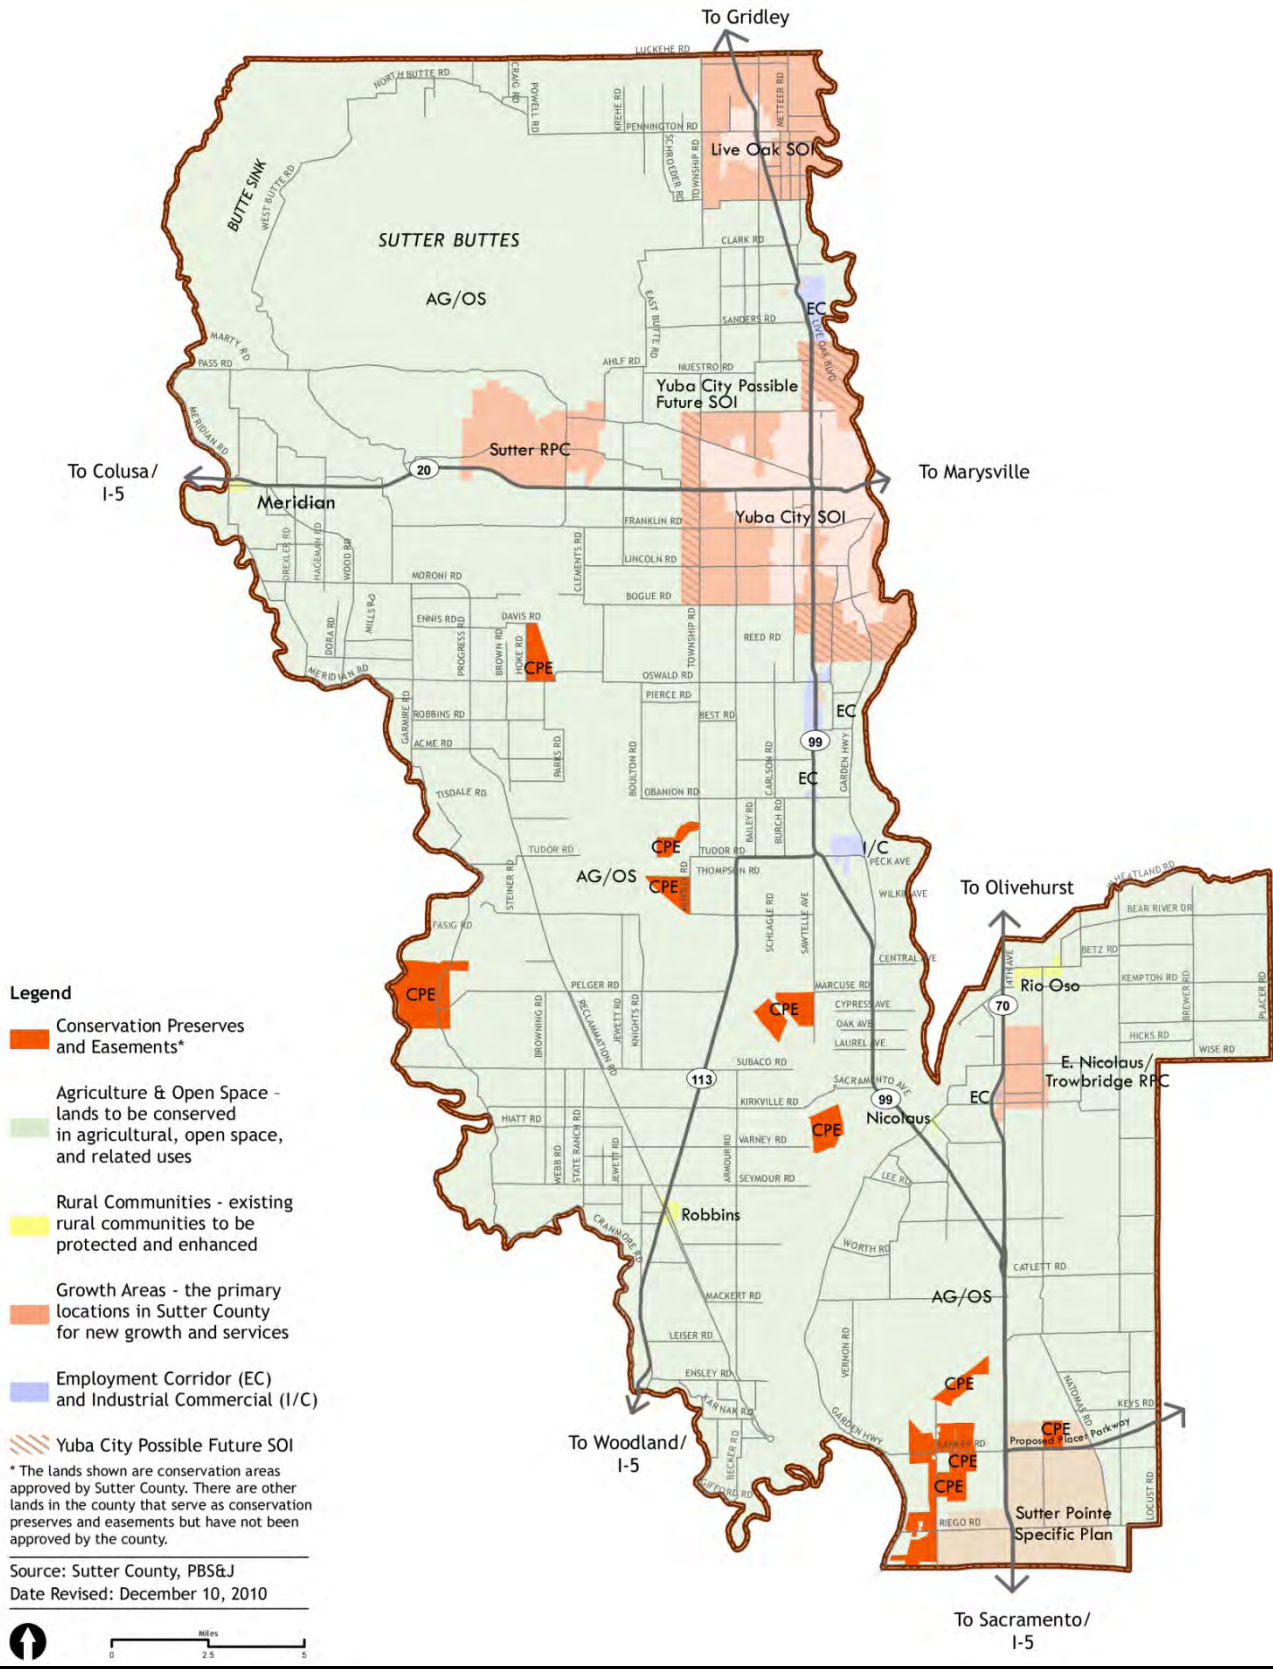 To Gridley
LUCKEHE RD
NORTH BUTTE RD
CRAIG RD
POWELL RD
KREHE RD
PENNINGTON RD
SCHROEDER RD
TOWNSHIP RD
METTEER RD
Live Oak SOI
BUTTE SINK
WEST BUTTE RD
SUTTER BUTTES
AG/OS
CLARK RD
EAST BUTTE RD
SANDERS RD
EC
LIVE OAK BLVD
MARTY RD
PASS RD
AHLF RD
NUESTRO RD
Yuba City Possible
Future SOI
MERIDIAN RD
Sutter RPC
To Colusa/
I-5
20
To Marysville
Meridian
Yuba City SOI
FRANKLIN RD
DREXLER RD
HAGEMAN RD
WOOD RD
CLEMENTS RD
LINCOLN RD
MORONI RD
BOGUE RD
MILLS RD
ENNIS RD
DAVIS RD
DORA RD
PROGRESS RD
BROWN RD
HOKE RD
CPE
TOWNSHIP RD
REED RD
MERIDIAN RD
OSWALD RD
PIERCE RD
GARMIRE RD
ROBBINS RD
BEST RD
EC
ACME RD
PARKS RD
BOULTON RD
CARLSON RD
99
GARDEN HWY
EC
TISDALE RD
OBANION RD
BAILEY RD
BURCH RD
CPE
TUDOR RD
TUDOR RD
I/C
PECK AVE
THOMPSON RD
AG/OS
CPE
STEINER RD
WILKIE AVE
To Olivehurst
WHEATLAND RD
BEAR RIVER DR
FASIG RD
SCHLAGLE RD
SAWTELLE AVE
CENTRAL AVE
BETZ RD
4TH AVE
Rio Oso
KEMPTON RD
BREWER RD
PLACER RD
CPE
PELGER RD
MARCUSE RD
CPE
CYPRESS AVE
OAK AVE
LAUREL AVE
70
HICKS RD
WISE RD
BROWNING RD
RECLAMATION RD
JEWETT RD
KNIGHTS RD
SUBACO RD
E. Nicolaus/
Trowbridge RPC
113
SACRAMENTO AVE
EC
KIRKVILLE RD
99
Nicolaus
HIATT RD
CPE
VARNEY RD
WEBB RD
STATE RANCH RD
JEWETT RD
ARMOUR RD
SEYMOUR RD
LEE RD
CRANMORE RD
Robbins
WORTH RD
CATLETT RD
MACKERT RD
AG/OS
LEISER RD
VERNON RD
ENSLEY RD
CPE
NATOMAS RD
KARNAK RD
KEYS RD
GARDEN HWY
To Woodland/
I-5
BECKER RD
SANKEY RD
CPE
Proposed Placer Parkway
CPE
CPE
GIFFORD RD
LOCUST RD
RIEGO RD
Sutter Pointe
Specific Plan
To Sacramento/
I-5
Legend
Conservation Preserves
and Easements*
Agriculture & Open Space -
lands to be conserved
in agricultural, open space,
and related uses
Rural Communities - existing
rural communities to be
protected and enhanced
Growth Areas - the primary
locations in Sutter County
for new growth and services
Employment Corridor (EC)
and Industrial Commercial (I/C)
Yuba City Possible Future SOI
* The lands shown are conservation areas
approved by Sutter County. There are other
lands in the county that serve as conservation
preserves and easements but have not been
approved by the county.
Source: Sutter County, PBS&J
Date Revised: December 10, 2010
Miles
0 2.5 5